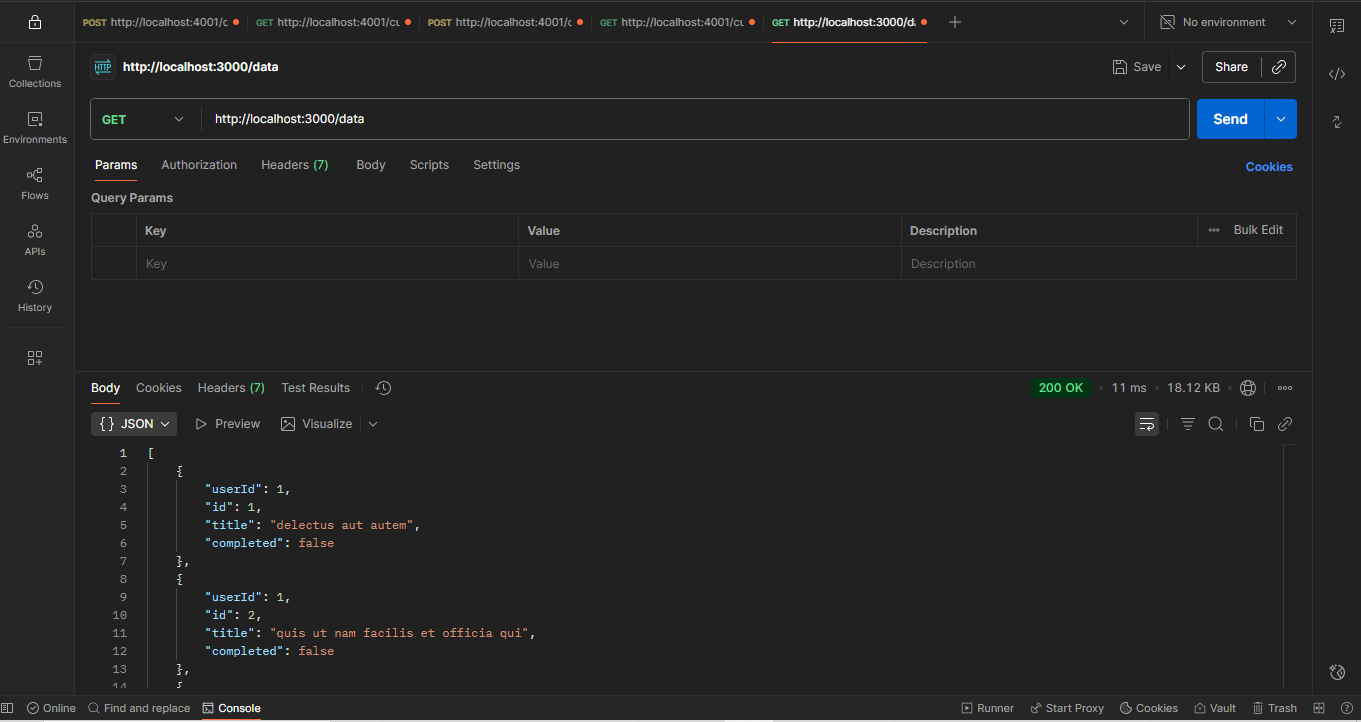 POST http://localhost:4001/c GET http://localhost:4001/cu POST http://localhost:4001/c GET http://localhost:4001/cu GET http://localhost:3000/d. No environment
HTTP http://localhost:3000/data Save Share
GET http://localhost:3000/data Send
Params Authorization Headers (7) Body Scripts Settings Cookies
Query Params
Key Value Description Bulk Edit
Key Value Description
Collections
Environments
Flows
APIs
History
Body Cookies Headers (7) Test Results 200 OK • 11 ms • 18.12 KB •
{} JSON Preview Visualize
1 [
2 {
3 "userId": 1,
4 "id": 1,
5 "title": "delectus aut autem",
6 "completed": false
7 },
8 {
9 "userId": 1,
10 "id": 2,
11 "title": "quis ut nam facilis et officia qui",
12 "completed": false
13 },
14 {
Online Find and replace Console Runner Start Proxy Cookies Vault Trash